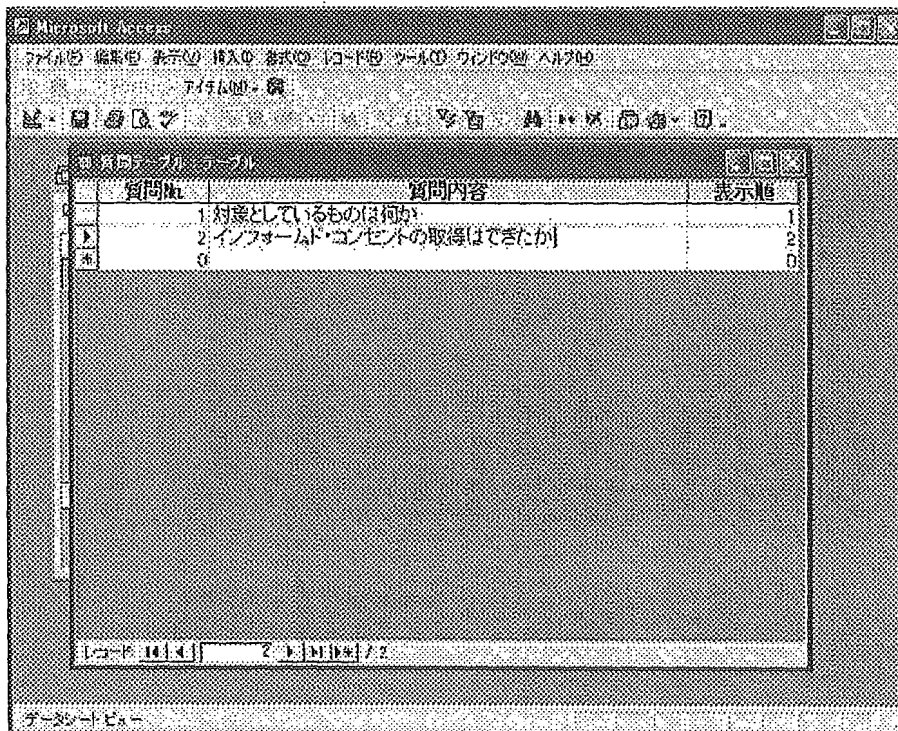 Microsoft Access
ファイル(F) 編集(E) 表示(V) 挿入(I) 書式(O) レコード(R) ツール(T) ウィンドウ(W) ヘルプ(H)
アイテム(M)
質問テーブル : テーブル
質問No. 質問内容 表示順
1 対象としているものは何か 1
2 インフォームド・コンセントの取得はできたか 2
0 0
レコード: 2 / 2
データシート ビュー